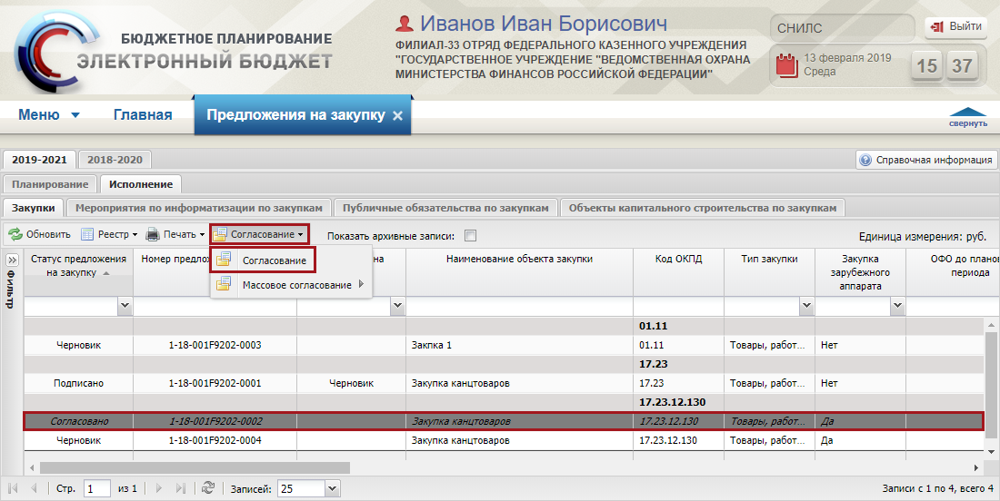 БЮДЖЕТНОЕ ПЛАНИРОВАНИЕ
ЭЛЕКТРОННЫЙ БЮДЖЕТ
Иванов Иван Борисович
ФИЛИАЛ-33 ОТРЯД ФЕДЕРАЛЬНОГО КАЗЕННОГО УЧРЕЖДЕНИЯ
"ГОСУДАРСТВЕННОЕ УЧРЕЖДЕНИЕ "ВЕДОМСТВЕННАЯ ОХРАНА
МИНИСТЕРСТВА ФИНАНСОВ РОССИЙСКОЙ ФЕДЕРАЦИИ"
СНИЛС
Выйти
13 февраля 2019
Среда
15 37
Меню Главная Предложения на закупку
свернуть
2019-2021 2018-2020
Справочная информация
Планирование Исполнение
Закупки Мероприятия по информатизации по закупкам Публичные обязательства по закупкам Объекты капитального строительства по закупкам
Обновить Реестр Печать Согласование Показать архивные записи: Единица измерения: руб.
Согласование
Массовое согласование
Фильтр
Статус предложения на закупку Номер предлож на Наименование объекта закупки Код ОКПД Тип закупки Закупка зарубежного аппарата ОФО до планов периода
01.11
Черновик 1-18-001F9202-0003 Закпка 1 01.11 Товары, работ... Нет
17.23
Подписано 1-18-001F9202-0001 Черновик Закупка канцтоваров 17.23 Товары, работ... Нет
17.23.12.130
Согласовано 1-18-001F9202-0002 Закупка канцтоваров 17.23.12.130 Товары, работ... Да
Черновик 1-18-001F9202-0004 Закупка канцтоваров 17.23.12.130 Товары, работ... Да
Стр. 1 из 1 Записей: 25 Записи с 1 по 4, всего 4